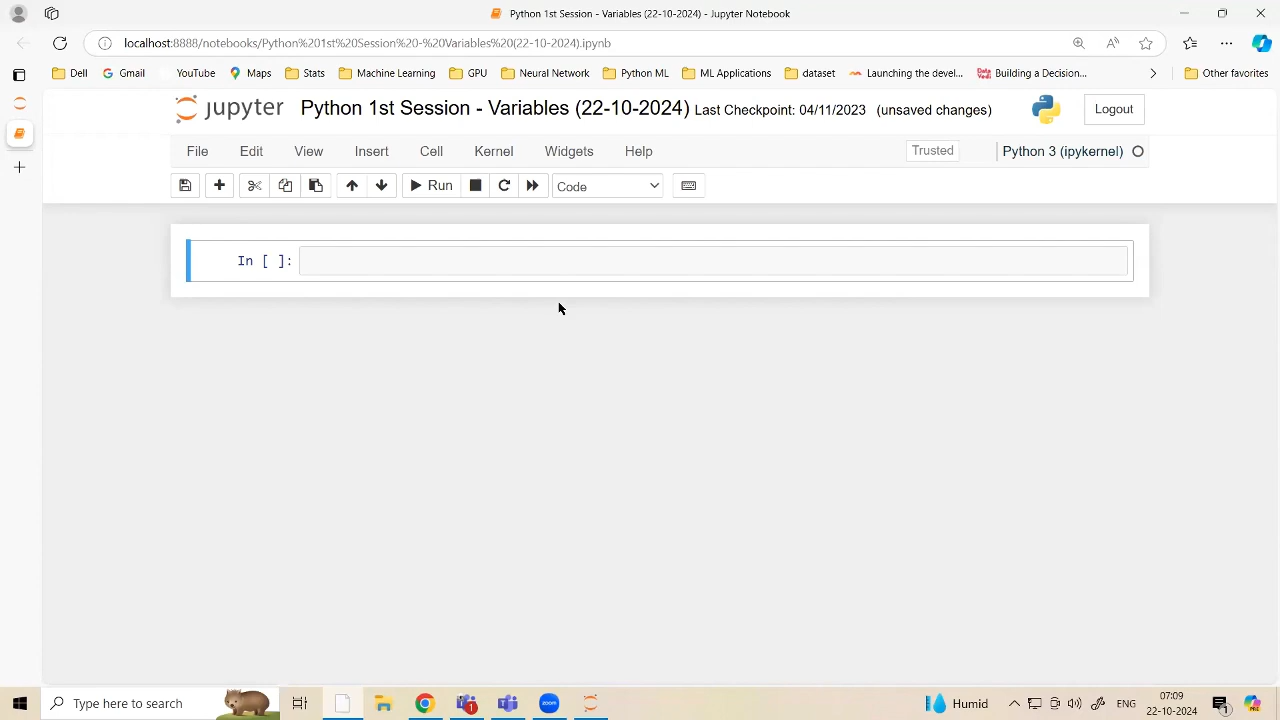 Python 1st Session - Variables (22-10-2024) - Jupyter Notebook
localhost:8888/notebooks/Python%201st%20Session%20-%20Variables%20(22-10-2024).ipynb
Dell Gmail YouTube Maps Stats Machine Learning GPU Neural Network Python ML ML Applications dataset Launching the devel... Building a Decision... Other favorites
jupyter Python 1st Session - Variables (22-10-2024) Last Checkpoint: 04/11/2023 (unsaved changes) Logout
File Edit View Insert Cell Kernel Widgets Help Trusted Python 3 (ipykernel)
Run Code
In [ ]:
Type here to search 1 zoom Humid ENG 07:09
22-10-2024 1